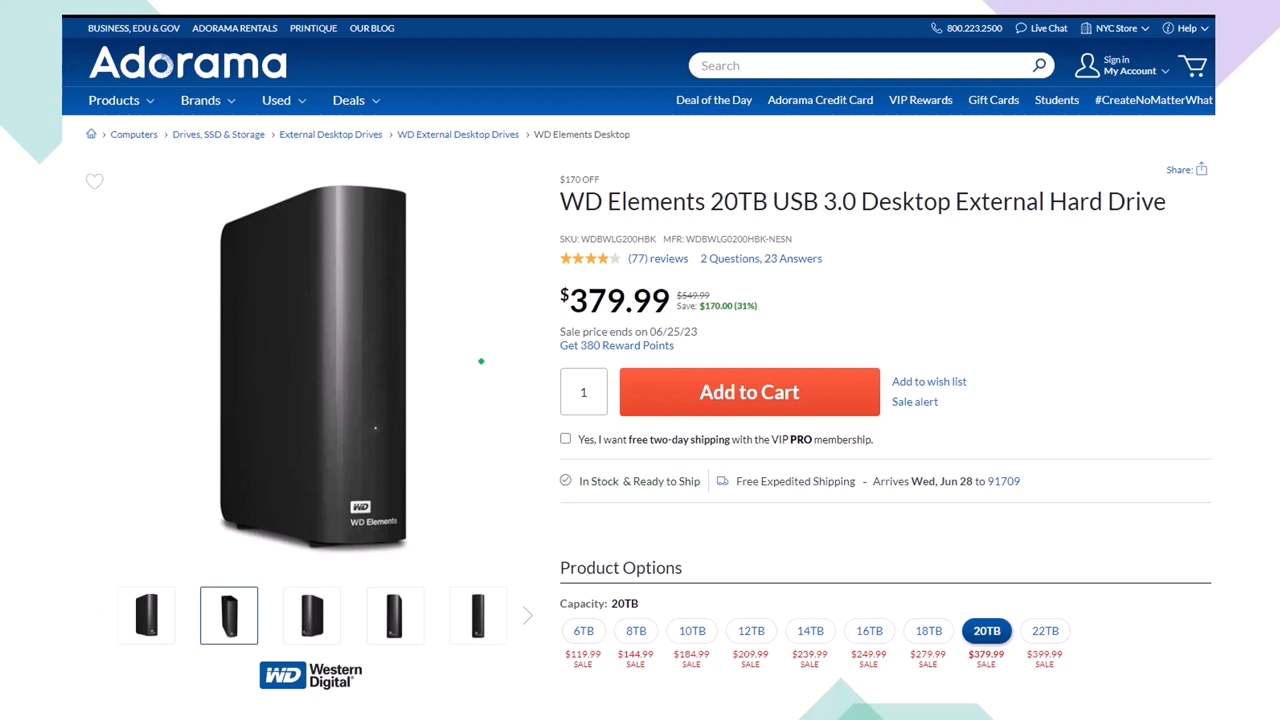 BUSINESS, EDU & GOV ADORAMA RENTALS PRINTIQUE OUR BLOG 800.223.2500 Live Chat NYC Store Help
Adorama Search Sign in
My Account
Products Brands Used Deals Deal of the Day Adorama Credit Card VIP Rewards Gift Cards Students #CreateNoMatterWhat
Computers > Drives, SSD & Storage > External Desktop Drives > WD External Desktop Drives > WD Elements Desktop
Share:
$170 OFF
WD Elements 20TB USB 3.0 Desktop External Hard Drive
SKU: WDBWLG200HBK MFR: WDBWLG0200HBK-NESN
(77) reviews 2 Questions, 23 Answers
$379.99 $549.99
Save: $170.00 (31%)
Sale price ends on 06/25/23
Get 380 Reward Points
1 Add to Cart Add to wish list
Sale alert
Yes, I want free two-day shipping with the VIP PRO membership.
In Stock & Ready to Ship Free Expedited Shipping - Arrives Wed, Jun 28 to 91709
WD
WD Elements
Product Options
Capacity: 20TB
6TB 8TB 10TB 12TB 14TB 16TB 18TB 20TB 22TB
$119.99 $144.99 $184.99 $209.99 $239.99 $249.99 $279.99 $379.99 $399.99
SALE SALE SALE SALE SALE SALE SALE SALE SALE
WD Western
Digital®